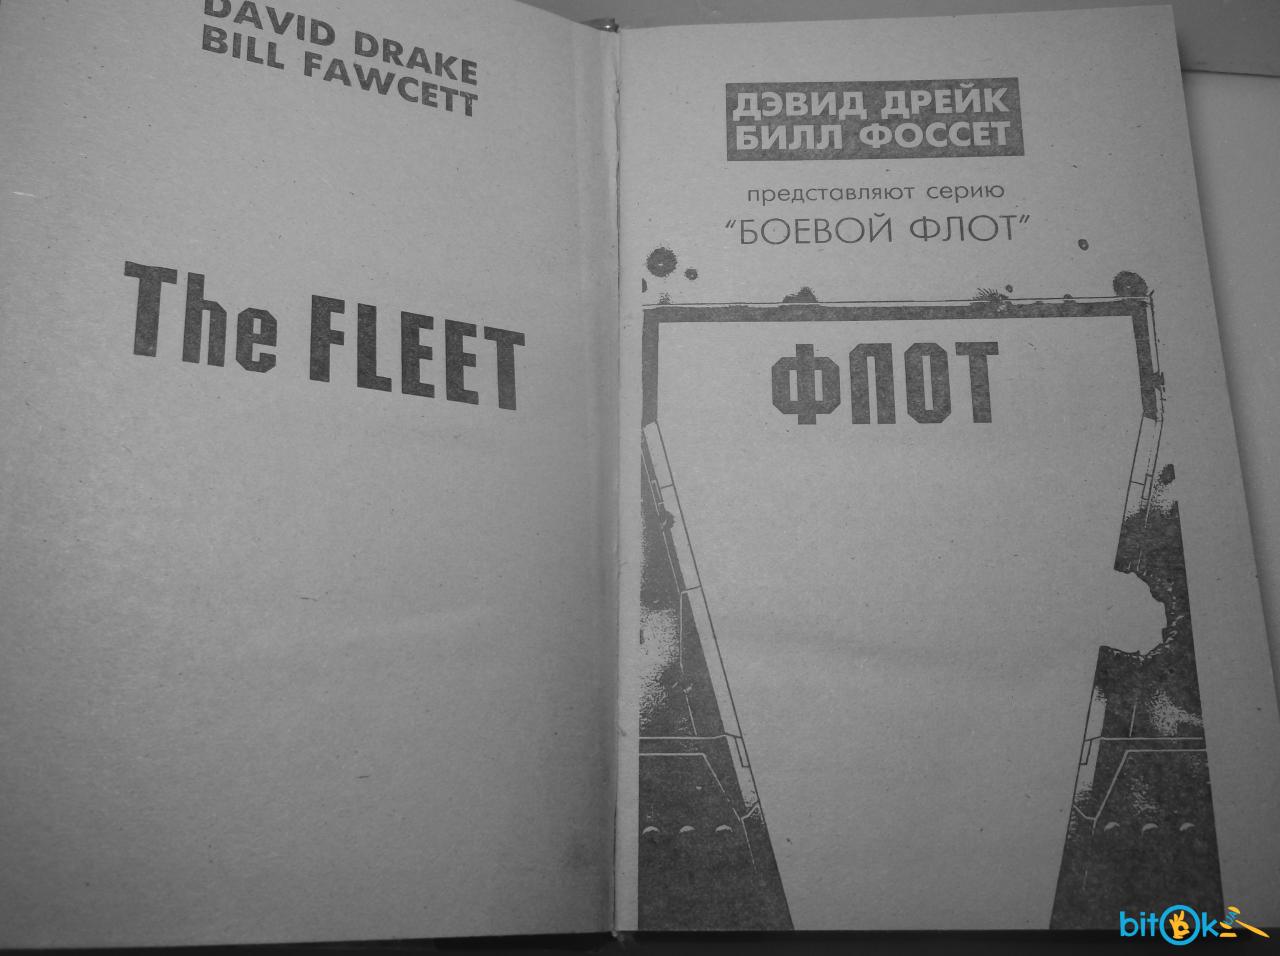 DAVID DRAKE
BILL FAWCETT
The FLEET
ДЭВИД ДРЕЙК
БИЛЛ ФОССЕТ
представляют серию
“БОЕВОЙ ФЛОТ”
ФЛОТ
bitok